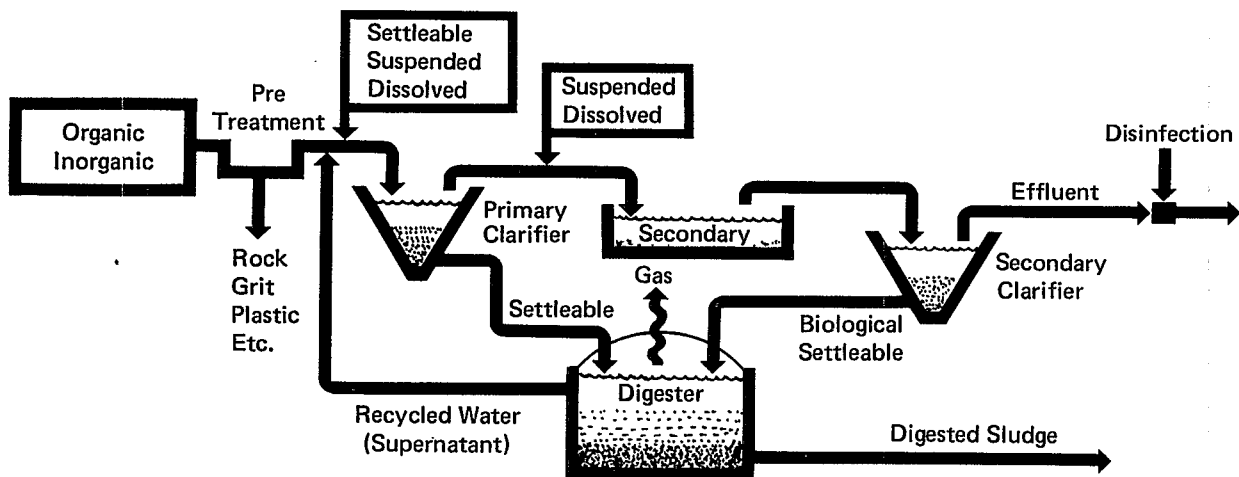 Organic
Inorganic
Pre
Treatment
Rock
Grit
Plastic
Etc.
Settleable
Suspended
Dissolved
Suspended
Dissolved
Primary
Clarifier
Secondary
Disinfection
Effluent
Secondary
Clarifier
Gas
Settleable
Biological
Settleable
Digester
Recycled Water
(Supernatant)
Digested Sludge